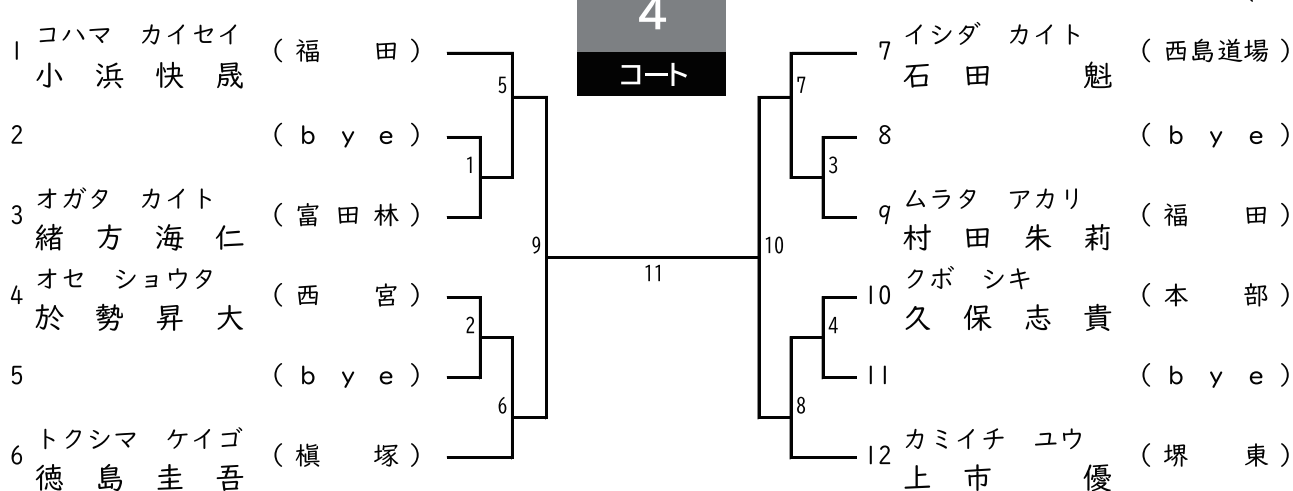 4
コート
コハマ カイセイ
1 小浜快晟 (福田)
2 (bye)
オガタ カイト
3 緒方海仁 (富田林)
オセ ショウタ
4 於勢昇大 (西宮)
5 (bye)
トクシマ ケイゴ
6 徳島圭吾 (槇塚)
5
1
9
2
6
11
7
3
10
4
8
イシダ カイト
7 石田魁 (西島道場)
8 (bye)
ムラタ アカリ
9 村田朱莉 (福田)
クボ シキ
10 久保志貴 (本部)
11 (bye)
カミイチ ユウ
12 上市優 (堺東)